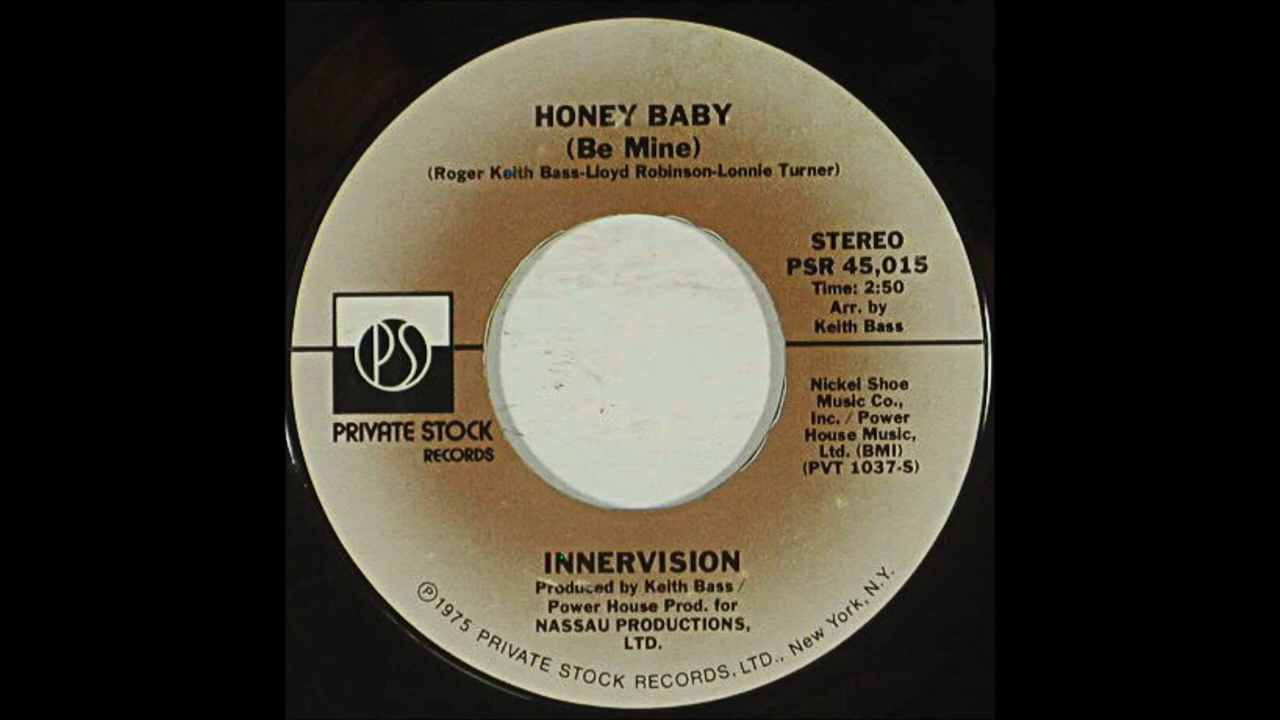 HONEY BABY
(Be Mine)
(Roger Keith Bass-Lloyd Robinson-Lonnie Turner)
STEREO
PSR 45,015
Time: 2:50
Arr. by
Keith Bass
PS
PRIVATE STOCK
RECORDS
Nickel Shoe
Music Co.,
Inc. / Power
House Music,
Ltd. (BMI)
(PVT 1037-S)
INNERVISION
Produced by Keith Bass /
Power House Prod. for
NASSAU PRODUCTIONS,
LTD.
℗1975 PRIVATE STOCK RECORDS, LTD., New York, N.Y.